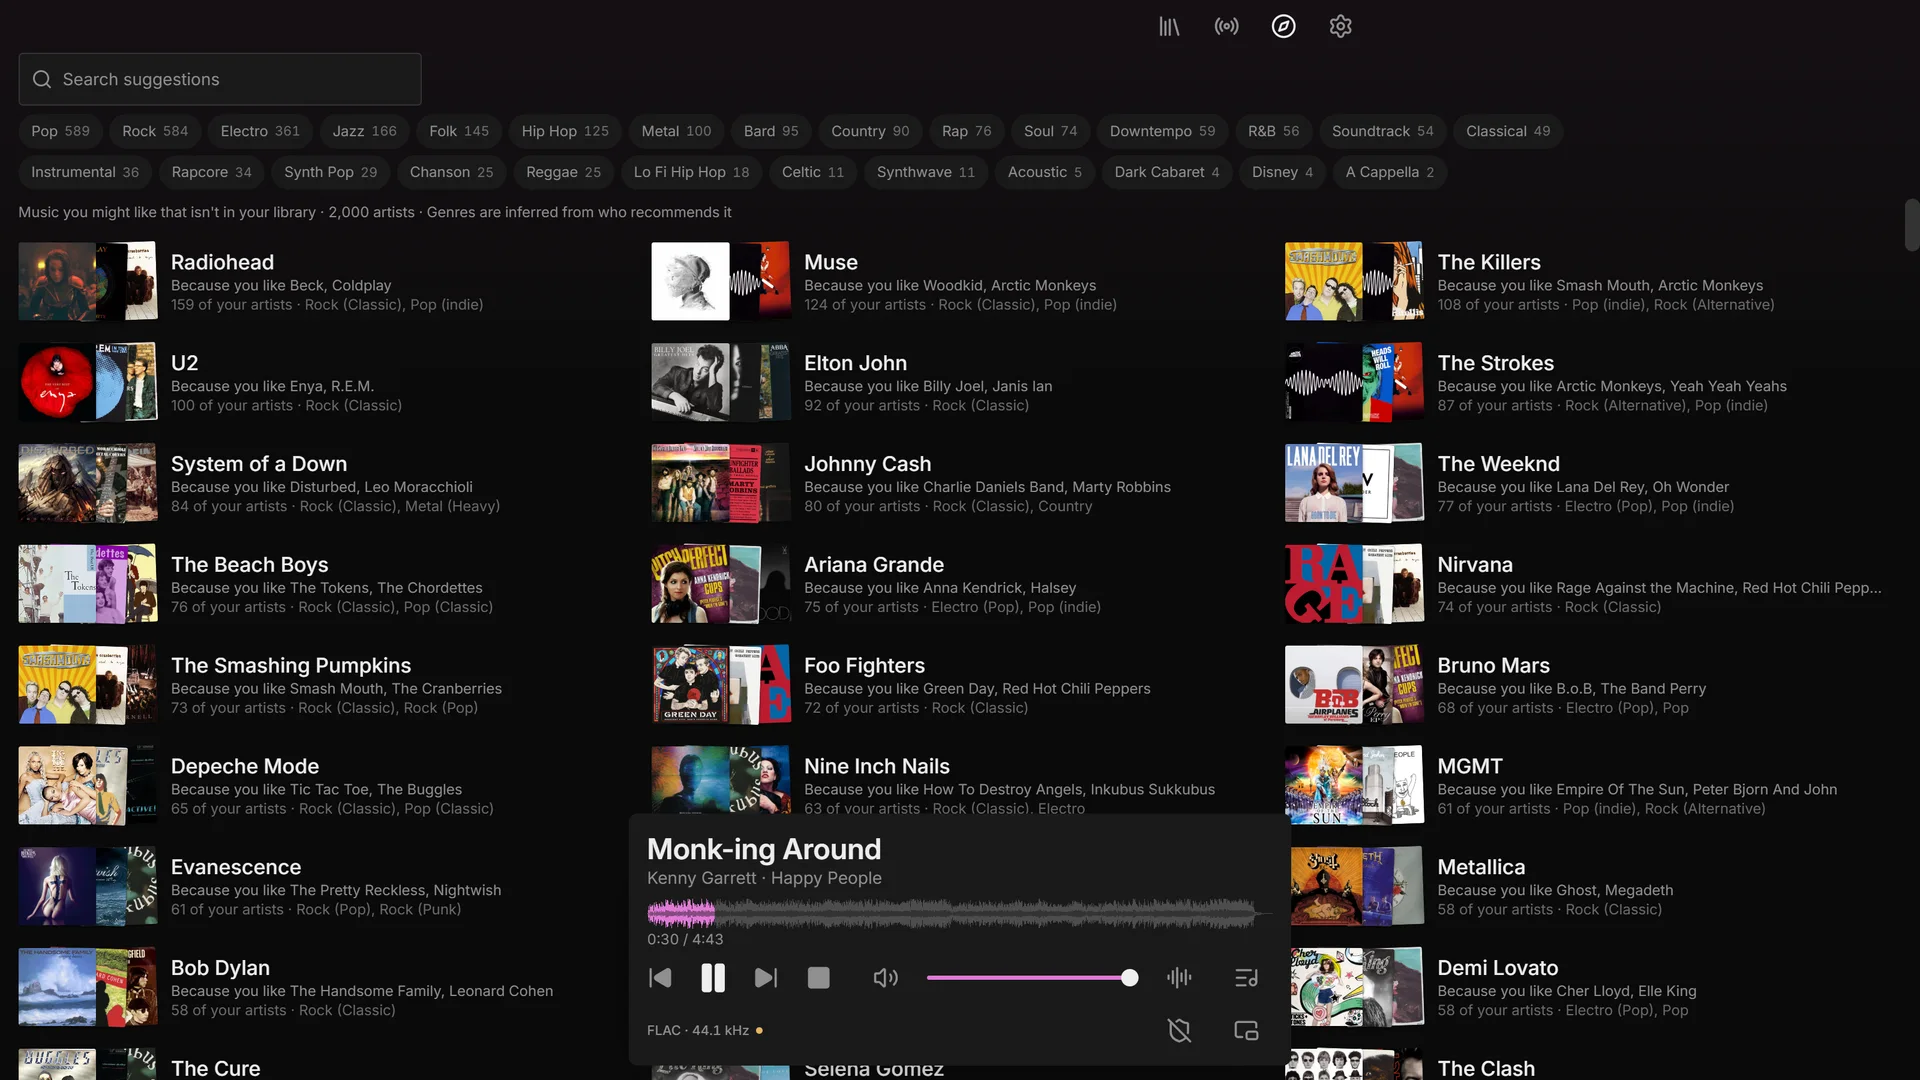 Search suggestions
Pop 589 Rock 584 Electro 361 Jazz 166 Folk 145 Hip Hop 125 Metal 100 Bard 95 Country 90 Rap 76 Soul 74 Downtempo 59 R&B 56 Soundtrack 54 Classical 49
Instrumental 36 Rapcore 34 Synth Pop 29 Chanson 25 Reggae 25 Lo Fi Hip Hop 18 Celtic 11 Synthwave 11 Acoustic 5 Dark Cabaret 4 Disney 4 A Cappella 2
Music you might like that isn't in your library · 2,000 artists · Genres are inferred from who recommends it
Radiohead
Because you like Beck, Coldplay
159 of your artists · Rock (Classic), Pop (indie)
Muse
Because you like Woodkid, Arctic Monkeys
124 of your artists · Rock (Classic), Pop (indie)
The Killers
Because you like Smash Mouth, Arctic Monkeys
108 of your artists · Pop (indie), Rock (Alternative)
U2
Because you like Enya, R.E.M.
100 of your artists · Rock (Classic)
Elton John
Because you like Billy Joel, Janis Ian
92 of your artists · Rock (Classic)
The Strokes
Because you like Arctic Monkeys, Yeah Yeah Yeahs
87 of your artists · Rock (Alternative), Pop (indie)
System of a Down
Because you like Disturbed, Leo Moracchioli
84 of your artists · Rock (Classic), Metal (Heavy)
Johnny Cash
Because you like Charlie Daniels Band, Marty Robbins
80 of your artists · Rock (Classic), Country
LANA DEL REY
The Weeknd
Because you like Lana Del Rey, Oh Wonder
77 of your artists · Electro (Pop), Pop (indie)
The Tokens
The Beach Boys
Because you like The Tokens, The Chordettes
76 of your artists · Rock (Classic), Pop (Classic)
Ariana Grande
Because you like Anna Kendrick, Halsey
75 of your artists · Electro (Pop), Pop (indie)
Nirvana
Because you like Rage Against the Machine, Red Hot Chili Pepp...
74 of your artists · Rock (Classic)
The Smashing Pumpkins
Because you like Smash Mouth, The Cranberries
73 of your artists · Rock (Classic), Rock (Pop)
GREEN DAY
Foo Fighters
Because you like Green Day, Red Hot Chili Peppers
72 of your artists · Rock (Classic)
Bruno Mars
Because you like B.o.B, The Band Perry
68 of your artists · Electro (Pop), Pop
Depeche Mode
Because you like Tic Tac Toe, The Buggles
65 of your artists · Rock (Classic), Pop (Classic)
Nine Inch Nails
Because you like How To Destroy Angels, Inkubus Sukkubus
63 of your artists · Rock (Classic), Electro
MGMT
Because you like Empire Of The Sun, Peter Bjorn And John
61 of your artists · Pop (indie), Rock (Alternative)
Evanescence
Because you like The Pretty Reckless, Nightwish
61 of your artists · Rock (Pop), Rock (Punk)
Metallica
Because you like Ghost, Megadeth
58 of your artists · Rock (Classic)
Bob Dylan
Because you like The Handsome Family, Leonard Cohen
58 of your artists · Rock (Classic)
Demi Lovato
Because you like Cher Lloyd, Elle King
58 of your artists · Electro (Pop), Pop
Monk-ing Around
Kenny Garrett · Happy People
0:30 / 4:43
FLAC · 44.1 kHz
The Cure
Selena Gomez
The Clash